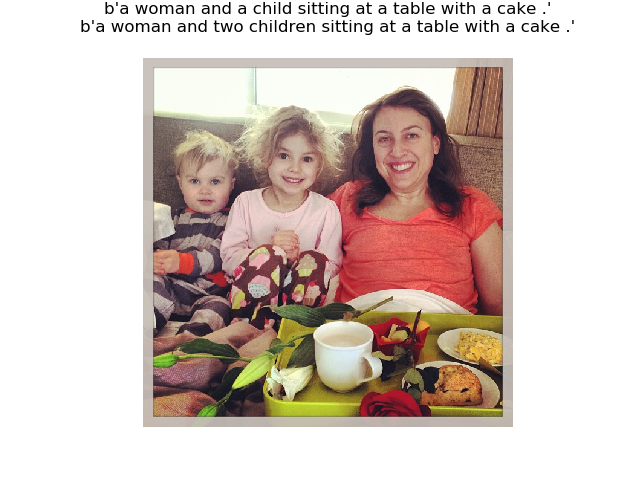 b'a woman and a child sitting at a table with a cake .'
b'a woman and two children sitting at a table with a cake .'